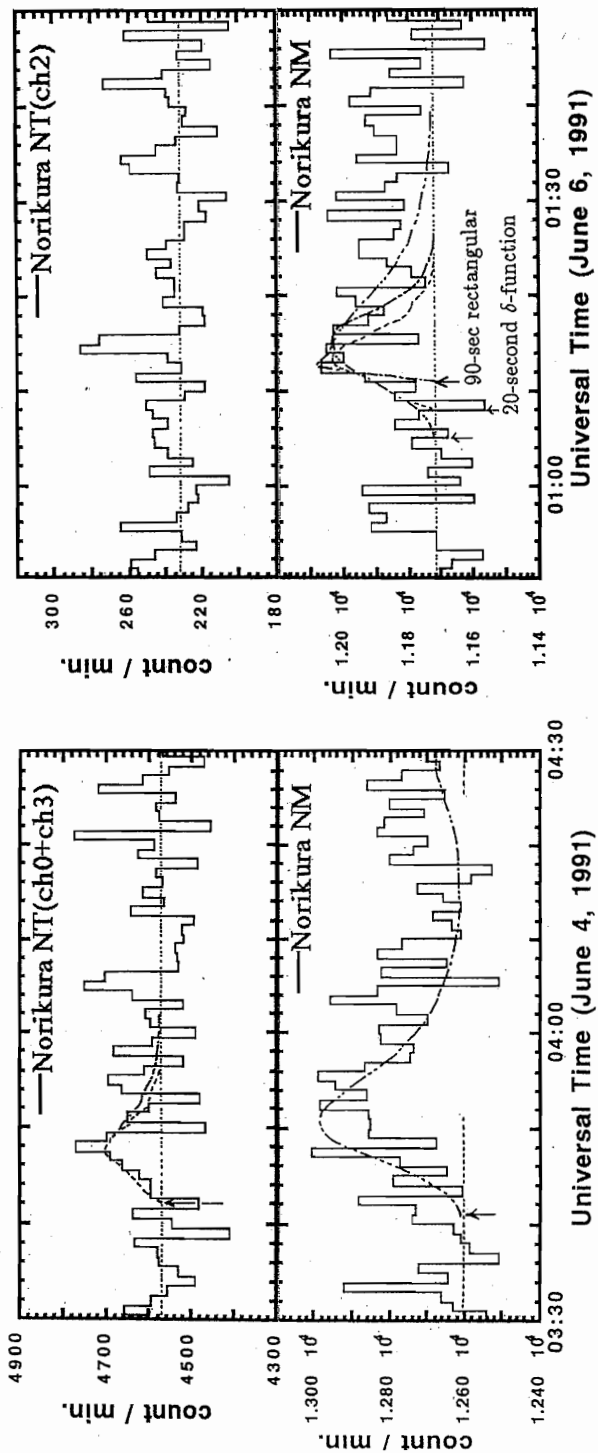 Norikura NT(ch0+ch3)
4900
4700
4500
4300
count / min.
Norikura NM
1.300 10⁴
1.280 10⁴
1.260 10⁴
1.240 10⁴
count / min.
03:30
04:00
04:30
Universal Time (June 4, 1991)
Norikura NT(ch2)
300
260
220
180
count / min.
Norikura NM
1.20 10⁴
1.18 10⁴
1.16 10⁴
1.14 10⁴
count / min.
90-sec rectangular
20-second δ-function
01:00
01:30
Universal Time (June 6, 1991)